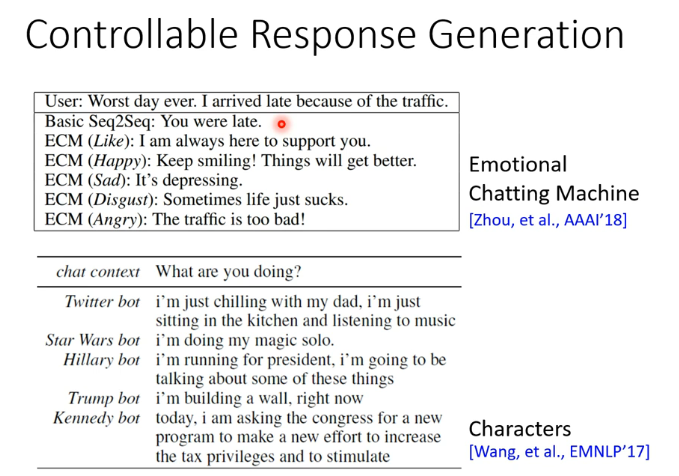 Controllable Response Generation
User: Worst day ever. I arrived late because of the traffic.
Basic Seq2Seq: You were late.
ECM (Like): I am always here to support you.
ECM (Happy): Keep smiling! Things will get better.
ECM (Sad): It's depressing.
ECM (Disgust): Sometimes life just sucks.
ECM (Angry): The traffic is too bad!
Emotional
Chatting Machine
[Zhou, et al., AAAI'18]
chat context What are you doing?
Twitter bot i'm just chilling with my dad, i'm just
sitting in the kitchen and listening to music
Star Wars bot i'm doing my magic solo.
Hillary bot i'm running for president, i'm going to be
talking about some of these things
Trump bot i'm building a wall, right now
Kennedy bot today, i am asking the congress for a new
program to make a new effort to increase
the tax privileges and to stimulate
Characters
[Wang, et al., EMNLP'17]